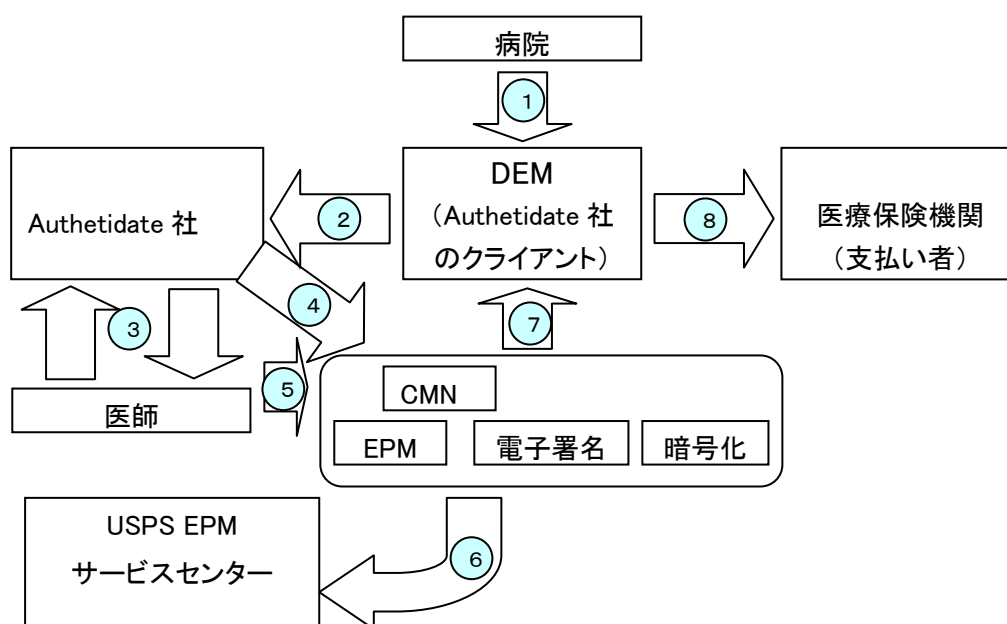 病院
1
DEM
(Authetidate 社
のクライアント)
Authetidate 社
2
8
医療保険機関
(支払い者)
3
4
7
5
医師
CMN
EPM
電子署名
暗号化
USPS EPM
サービスセンター
6